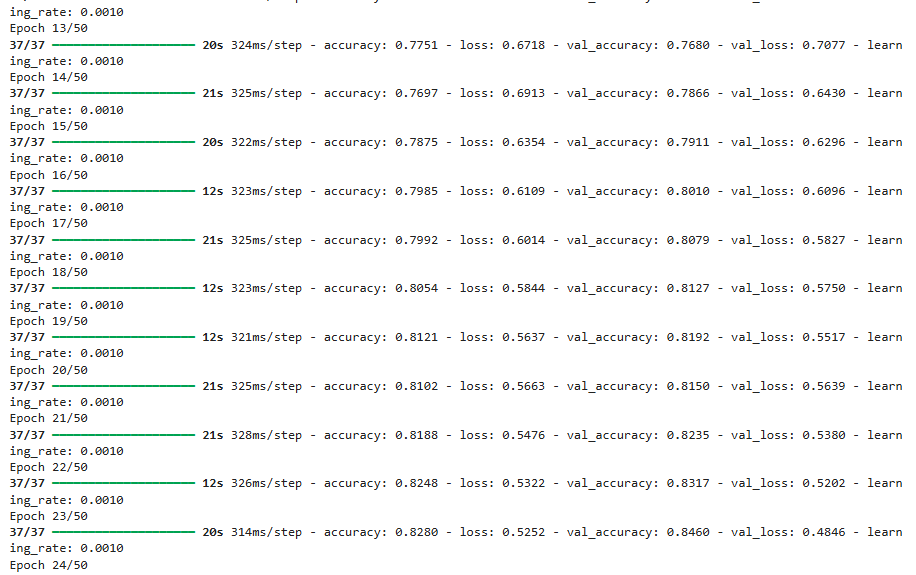 ing_rate: 0.0010
Epoch 13/50
37/37 ━━━━━━━━━━━━━━━━━━━━ 20s 324ms/step - accuracy: 0.7751 - loss: 0.6718 - val_accuracy: 0.7680 - val_loss: 0.7077 - learn
ing_rate: 0.0010
Epoch 14/50
37/37 ━━━━━━━━━━━━━━━━━━━━ 21s 325ms/step - accuracy: 0.7697 - loss: 0.6913 - val_accuracy: 0.7866 - val_loss: 0.6430 - learn
ing_rate: 0.0010
Epoch 15/50
37/37 ━━━━━━━━━━━━━━━━━━━━ 20s 322ms/step - accuracy: 0.7875 - loss: 0.6354 - val_accuracy: 0.7911 - val_loss: 0.6296 - learn
ing_rate: 0.0010
Epoch 16/50
37/37 ━━━━━━━━━━━━━━━━━━━━ 12s 323ms/step - accuracy: 0.7985 - loss: 0.6109 - val_accuracy: 0.8010 - val_loss: 0.6096 - learn
ing_rate: 0.0010
Epoch 17/50
37/37 ━━━━━━━━━━━━━━━━━━━━ 21s 325ms/step - accuracy: 0.7992 - loss: 0.6014 - val_accuracy: 0.8079 - val_loss: 0.5827 - learn
ing_rate: 0.0010
Epoch 18/50
37/37 ━━━━━━━━━━━━━━━━━━━━ 12s 323ms/step - accuracy: 0.8054 - loss: 0.5844 - val_accuracy: 0.8127 - val_loss: 0.5750 - learn
ing_rate: 0.0010
Epoch 19/50
37/37 ━━━━━━━━━━━━━━━━━━━━ 12s 321ms/step - accuracy: 0.8121 - loss: 0.5637 - val_accuracy: 0.8192 - val_loss: 0.5517 - learn
ing_rate: 0.0010
Epoch 20/50
37/37 ━━━━━━━━━━━━━━━━━━━━ 21s 325ms/step - accuracy: 0.8102 - loss: 0.5663 - val_accuracy: 0.8150 - val_loss: 0.5639 - learn
ing_rate: 0.0010
Epoch 21/50
37/37 ━━━━━━━━━━━━━━━━━━━━ 21s 328ms/step - accuracy: 0.8188 - loss: 0.5476 - val_accuracy: 0.8235 - val_loss: 0.5380 - learn
ing_rate: 0.0010
Epoch 22/50
37/37 ━━━━━━━━━━━━━━━━━━━━ 12s 326ms/step - accuracy: 0.8248 - loss: 0.5322 - val_accuracy: 0.8317 - val_loss: 0.5202 - learn
ing_rate: 0.0010
Epoch 23/50
37/37 ━━━━━━━━━━━━━━━━━━━━ 20s 314ms/step - accuracy: 0.8280 - loss: 0.5252 - val_accuracy: 0.8460 - val_loss: 0.4846 - learn
ing_rate: 0.0010
Epoch 24/50